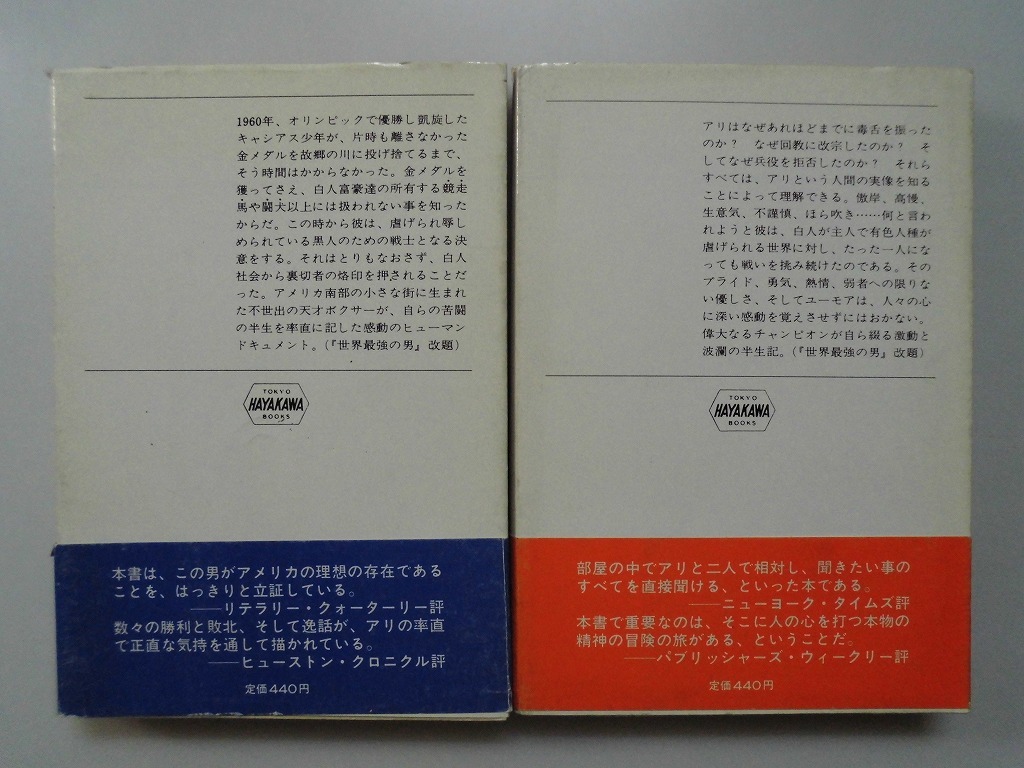 1960年、オリンピックで優勝し凱旋した
キャシアス少年が、片時も離さなかった
金メダルを故郷の川に投げ捨てるまで、
そう時間はかからなかった。金メダルを
獲ってさえ、白人富豪達の所有する競走
馬や闘犬以上には扱われない事を知った
からだ。この時から彼は、虐げられ辱し
められている黒人のための戦士となる決
意をする。それはとりもなおさず、白人
社会から裏切者の烙印を押されることだ
った。アメリカ南部の小さな街に生まれ
た不世出の天才ボクサーが、自らの苦闘
の半生を率直に記した感動のヒューマン
ドキュメント。(『世界最強の男』改題)
TOKYO
HAYAKAWA
BOOKS
本書は、この男がアメリカの理想の存在である
ことを、はっきりと立証している。
──リテラリー・クォーターリー評
数々の勝利と敗北、そして逸話が、アリの率直
で正直な気持を通して描かれている。
──ヒューストン・クロニクル評
定価440円
アリはなぜあれほどまでに毒舌を振った
のか? なぜ回教に改宗したのか? そ
してなぜ兵役を拒否したのか? それら
すべては、アリという人間の実像を知る
ことによって理解できる。傲岸、高慢、
生意気、不謹慎、ほら吹き……何と言わ
れようと彼は、白人が主人で有色人種が
虐げられる世界に対し、たった一人にな
っても戦いを挑み続けたのである。その
プライド、勇気、熱情、弱者への限りな
い優しさ、そしてユーモアは、人々の心
に深い感動を覚えさせずにはおかない。
偉大なるチャンピオンが自ら綴る激動と
波瀾の半生記。(『世界最強の男』改題)
TOKYO
HAYAKAWA
BOOKS
部屋の中でアリと二人で相対し、聞きたい事の
すべてを直接聞ける、といった本である。
──ニューヨーク・タイムズ評
本書で重要なのは、そこに人の心を打つ本物の
精神の冒険の旅がある、ということだ。
──パブリッシャーズ・ウィークリー評
定価440円